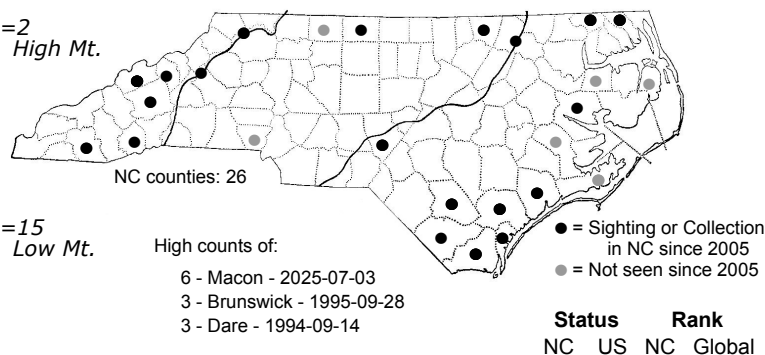 =2
High Mt.
NC counties: 26
=15
Low Mt.
High counts of:
6 - Macon - 2025-07-03
3 - Brunswick - 1995-09-28
3 - Dare - 1994-09-14
= Sighting or Collection
in NC since 2005
= Not seen since 2005
Status Rank
NC US NC Global